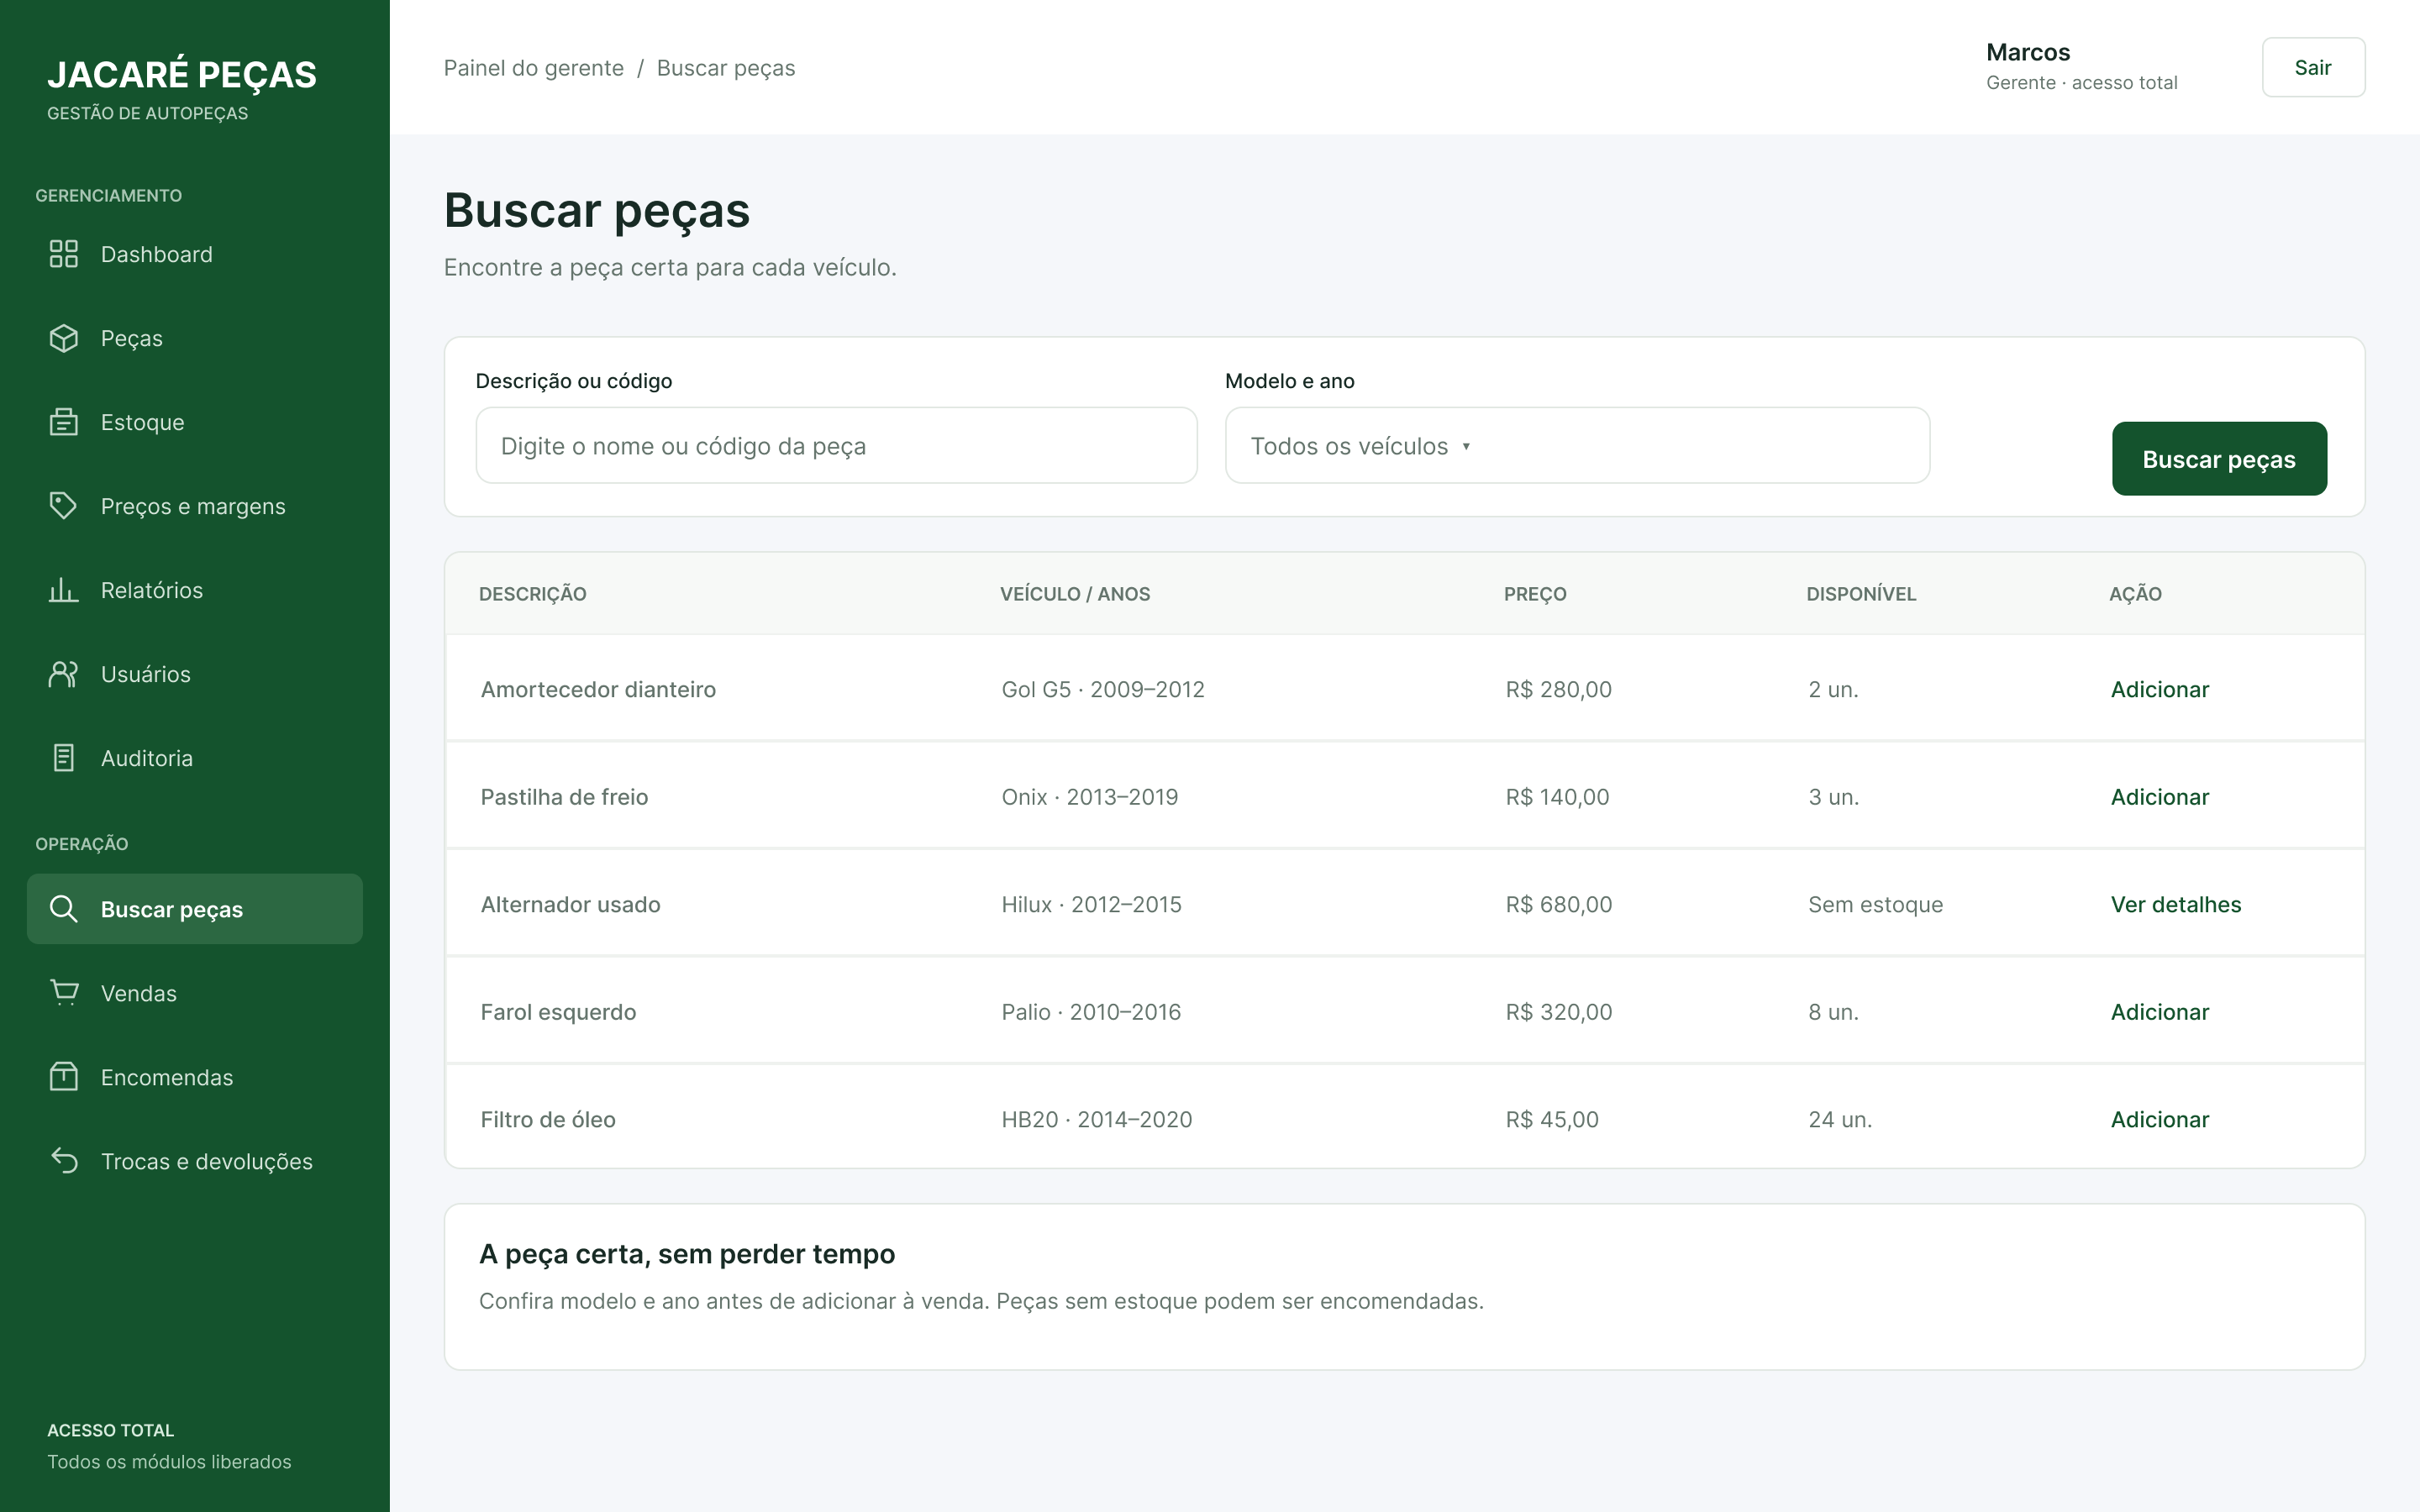 JACARÉ PEÇAS
GESTÃO DE AUTOPEÇAS
GERENCIAMENTO
Dashboard
Peças
Estoque
Preços e margens
Relatórios
Usuários
Auditoria
OPERAÇÃO
Buscar peças
Vendas
Encomendas
Trocas e devoluções
ACESSO TOTAL
Todos os módulos liberados
Painel do gerente / Buscar peças
Marcos
Gerente · acesso total
Sair
Buscar peças
Encontre a peça certa para cada veículo.
Descrição ou código
Modelo e ano
Digite o nome ou código da peça
Todos os veículos ▾
Buscar peças
DESCRIÇÃO VEÍCULO / ANOS PREÇO DISPONÍVEL AÇÃO
Amortecedor dianteiro Gol G5 · 2009–2012 R$ 280,00 2 un. Adicionar
Pastilha de freio Onix · 2013–2019 R$ 140,00 3 un. Adicionar
Alternador usado Hilux · 2012–2015 R$ 680,00 Sem estoque Ver detalhes
Farol esquerdo Palio · 2010–2016 R$ 320,00 8 un. Adicionar
Filtro de óleo HB20 · 2014–2020 R$ 45,00 24 un. Adicionar
A peça certa, sem perder tempo
Confira modelo e ano antes de adicionar à venda. Peças sem estoque podem ser encomendadas.